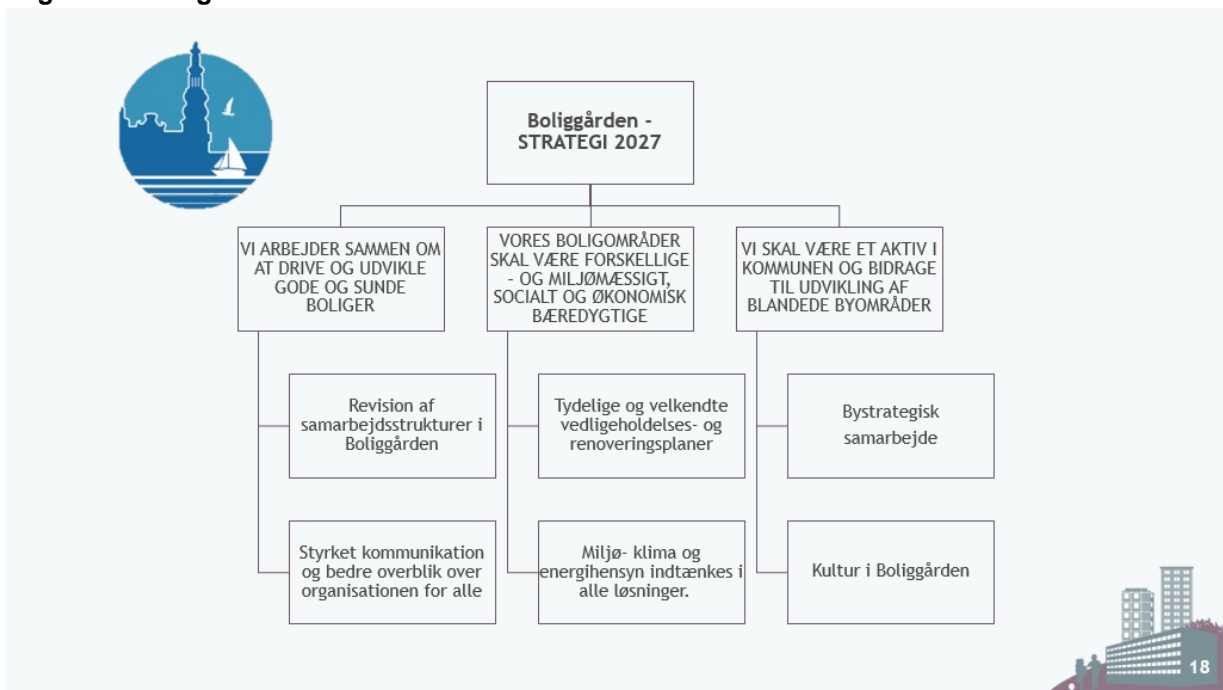 Boliggården -
STRATEGI 2027
VI ARBEJDER SAMMEN OM
AT DRIVE OG UDVIKLE
GODE OG SUNDE
BOLIGER
VORES BOLIGOMRÅDER
SKAL VÆRE FORSKELLIGE
- OG MILJØMÆSSIGT,
SOCIALT OG ØKONOMISK
BÆREDYGTIGE
VI SKAL VÆRE ET AKTIV I
KOMMUNEN OG BIDRAGE
TIL UDVIKLING AF
BLANDEDE BYOMRÅDER
Revision af
samarbejdsstrukturer i
Boliggården
Tydelige og velkendte
vedligeholdelses- og
renoveringsplaner
Bystrategisk
samarbejde
Styrket kommunikation
og bedre overblik over
organisationen for alle
Miljø- klima og
energihensyn indtænkes i
alle løsninger.
Kultur i Boliggården
18